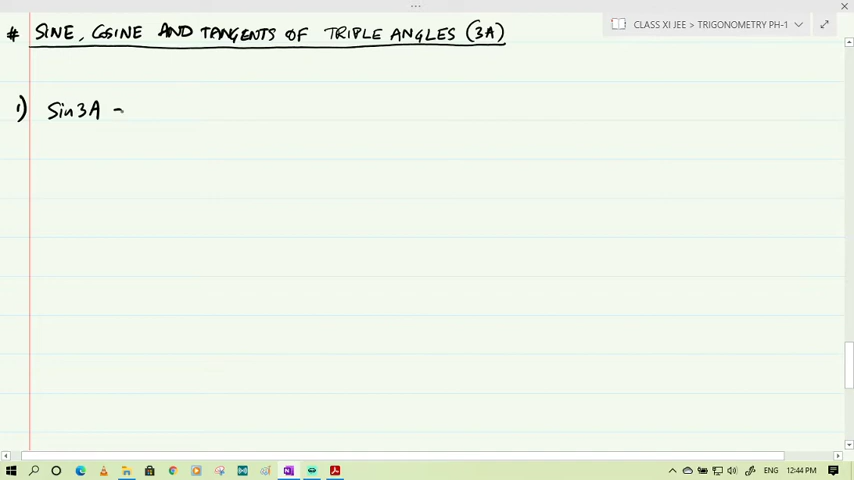 CLASS XI JEE > TRIGONOMETRY PH-1
# SINE, COSINE AND TANGENTS OF TRIPLE ANGLES (3A)
1) Sin3A -
ENG 12:44 PM